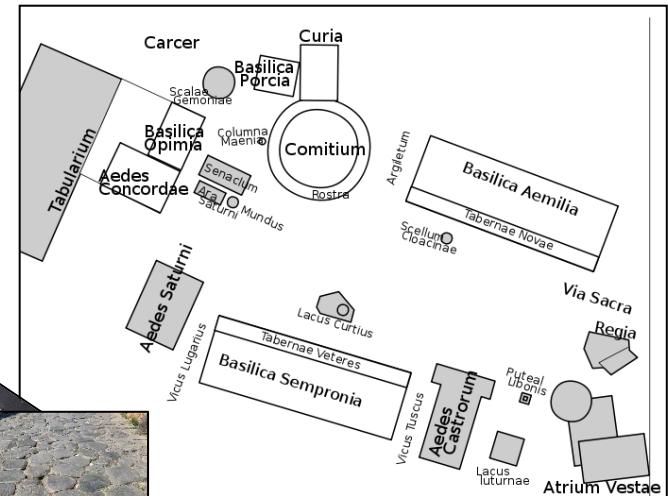 Carcer
Curia
Basilica
Porcia
Scalae
Gemoniae
Columna
Maenia
Comitium
Rostra
Argiletum
Basilica
Opimia
Tabularium
Aedes
Concordae
Senaclum
Ara
Saturni
Mundus
Basilica Aemilia
Tabernae Novae
Scellum
Cloacinae
Via Sacra
Regia
Aedes Saturni
Lacus Curtius
Vicus Lugarius
Tabernae Veteres
Basilica Sempronia
Vicus Tuscus
Aedes
Castrorum
Puteal
Libonis
Lacus
Iuturnae
Atrium Vestae